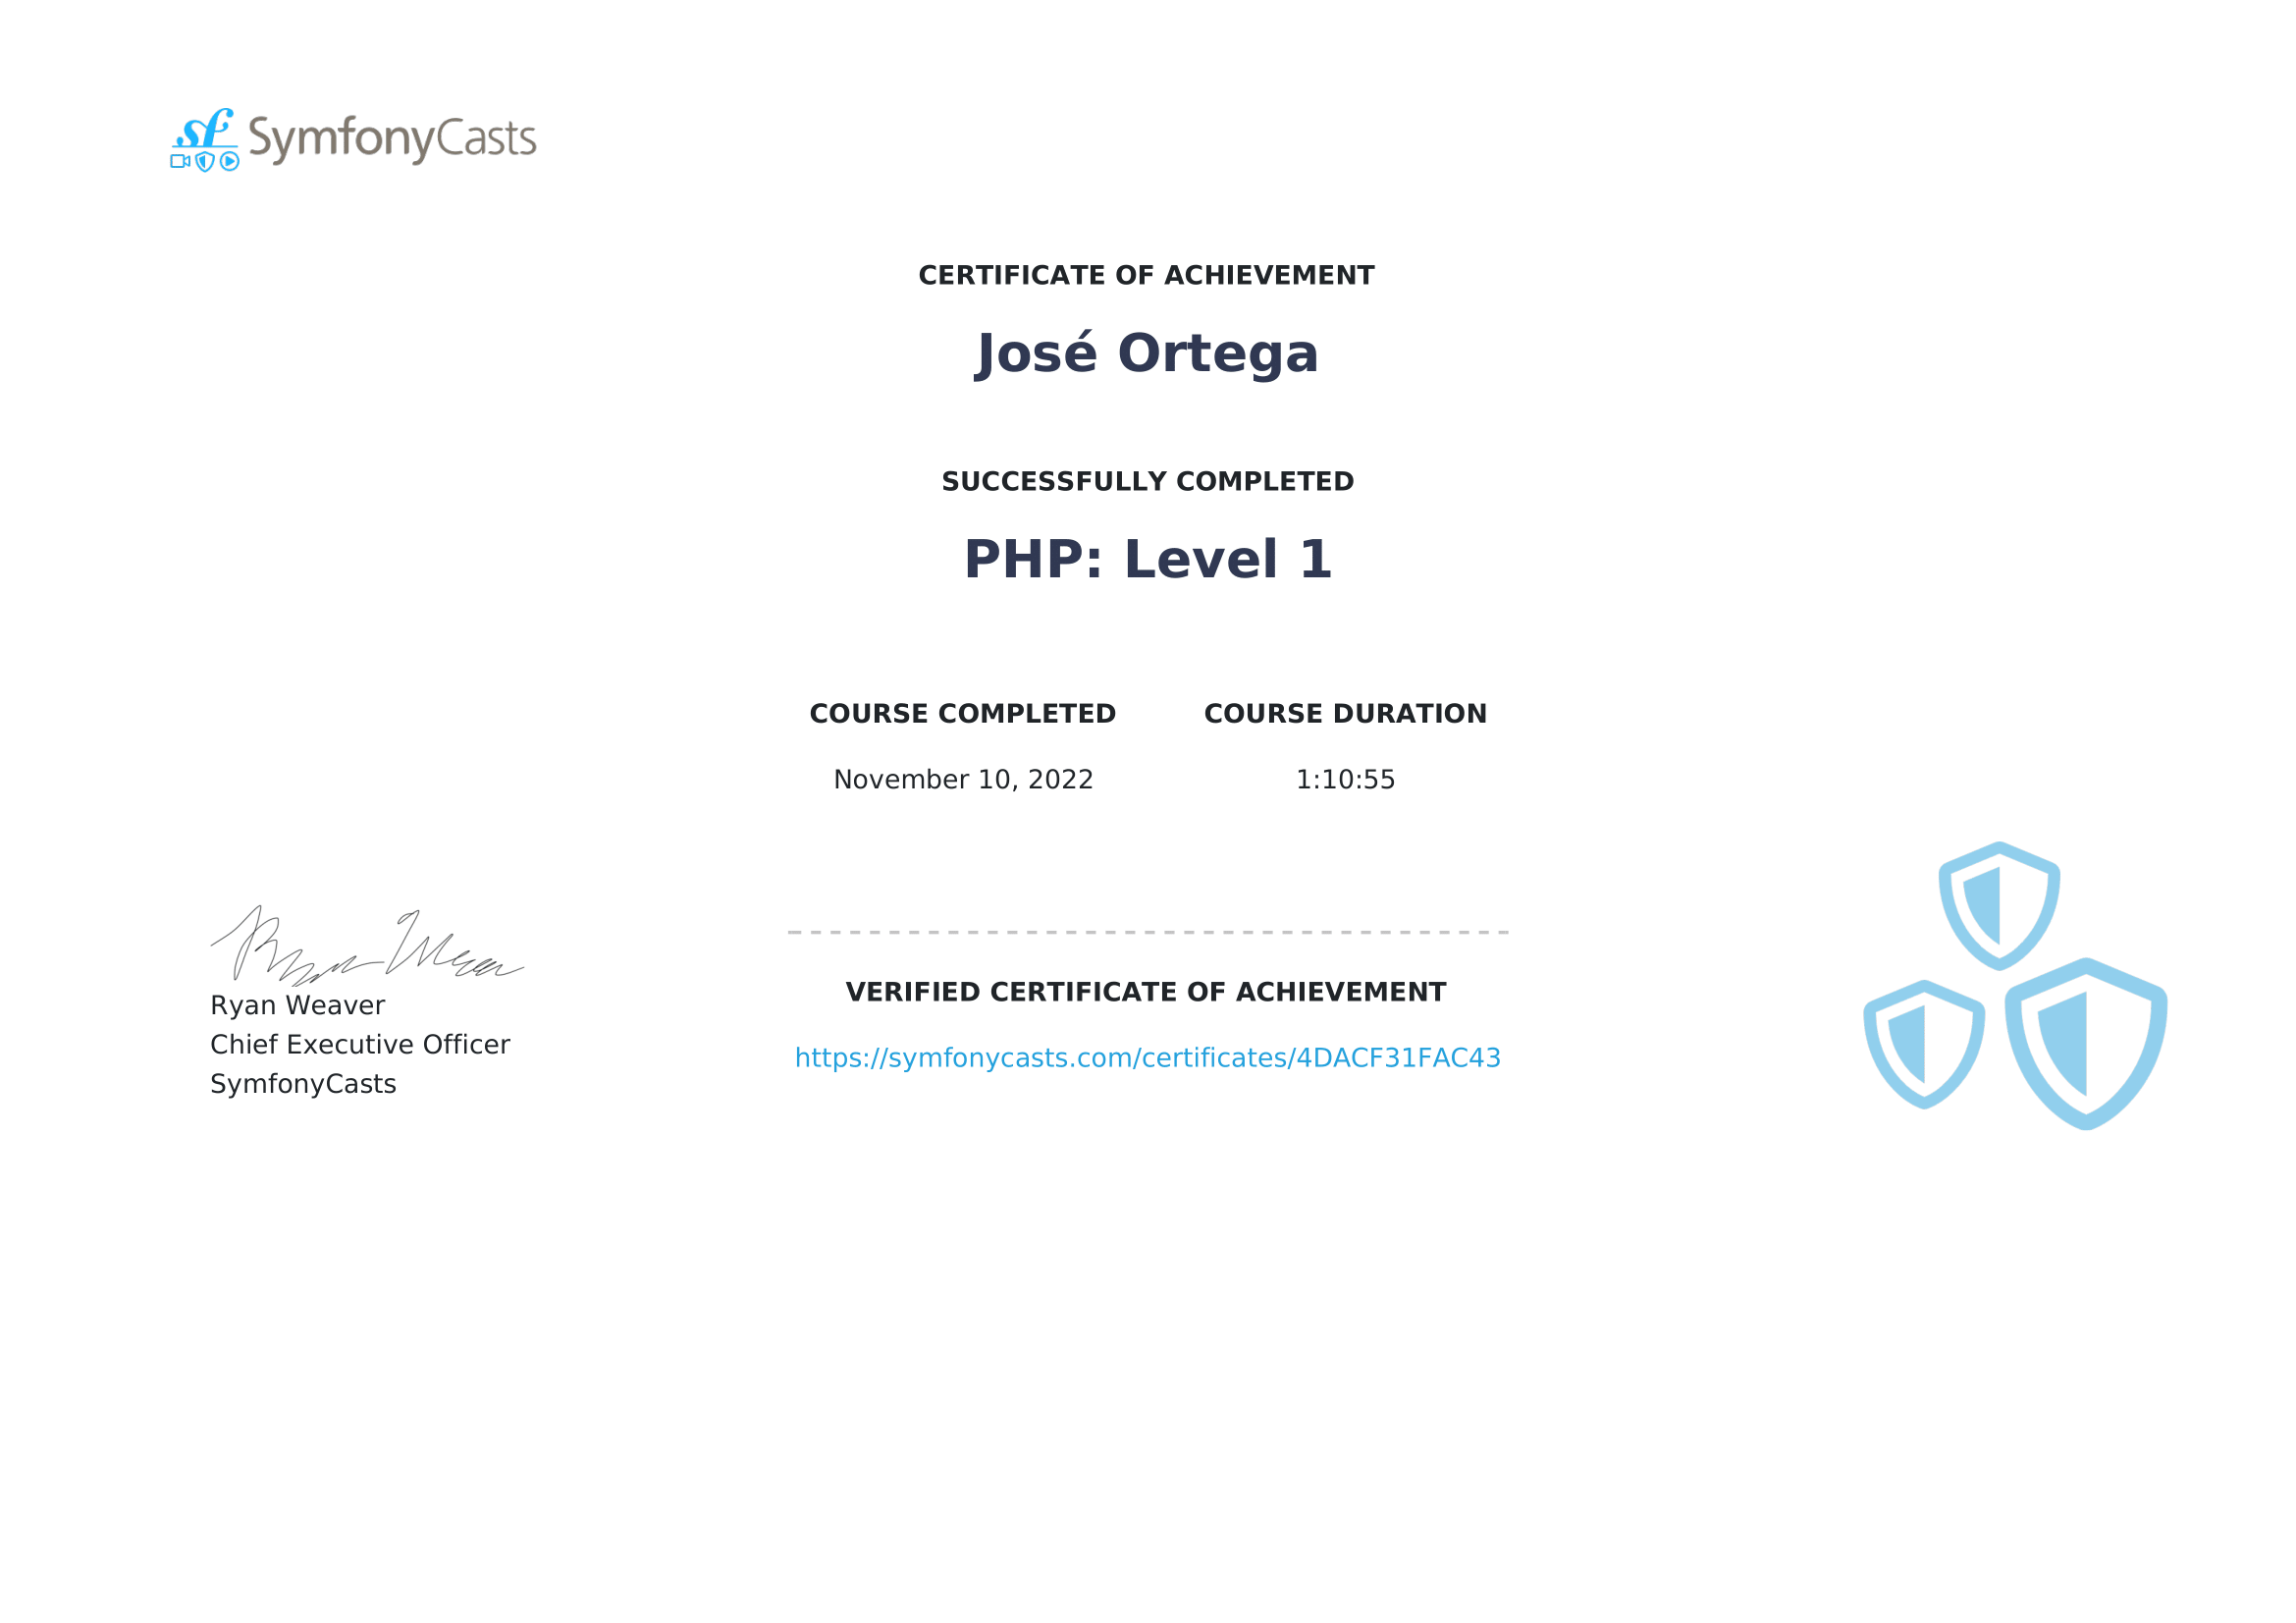 SymfonyCasts
CERTIFICATE OF ACHIEVEMENT
José Ortega
SUCCESSFULLY COMPLETED
PHP: Level 1
COURSE COMPLETED
November 10, 2022
COURSE DURATION
1:10:55
Ryan Weaver
Ryan Weaver
Chief Executive Officer
SymfonyCasts
VERIFIED CERTIFICATE OF ACHIEVEMENT
https://symfonycasts.com/certificates/4DACF31FAC43